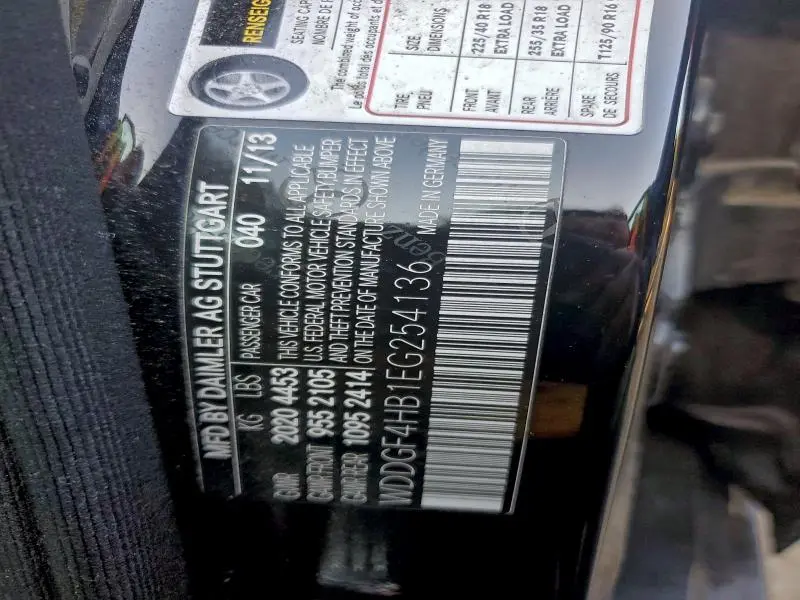 MFD BY DAIMLER AG STUTTGART
KG LBS PASSENGER CAR 040 11/13
GVWR 2020 4453
GAWR FRONT 955 2105
GAWR REAR 1095 2414
THIS VEHICLE CONFORMS TO ALL APPLICABLE
U.S. FEDERAL MOTOR VEHICLE SAFETY, BUMPER
AND THEFT PREVENTION STANDARDS IN EFFECT
ON THE DATE OF MANUFACTURE SHOWN ABOVE
WDDGF4HB1EG254136 MADE IN GERMANY
SEATING
NOMBRE DE
The combined weight of
Le poids total des occupants et
TIRE SIZE
PNEU DIMENSIONS
FRONT 225/40 R18
AVANT EXTRA LOAD
REAR 255/35 R18
ARRIÈRE EXTRA LOAD
SPARE T125/90 R16
DE SECOURS